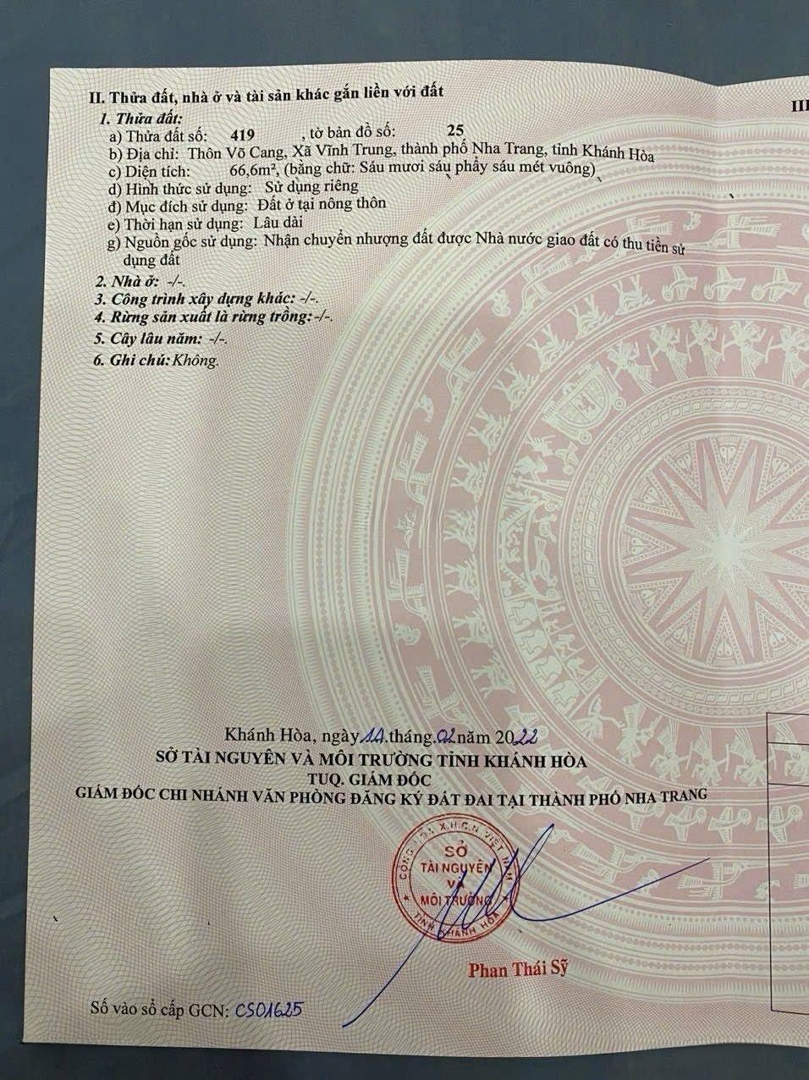 II. Thửa đất, nhà ở và tài sản khác gắn liền với đất
III
1. Thửa đất:
a) Thửa đất số: 419 , tờ bản đồ số: 25
b) Địa chỉ: Thôn Võ Cang, Xã Vĩnh Trung, thành phố Nha Trang, tỉnh Khánh Hòa
c) Diện tích: 66,6m², (bằng chữ: Sáu mươi sáu phẩy sáu mét vuông)
d) Hình thức sử dụng: Sử dụng riêng
đ) Mục đích sử dụng: Đất ở tại nông thôn
e) Thời hạn sử dụng: Lâu dài
g) Nguồn gốc sử dụng: Nhận chuyển nhượng đất được Nhà nước giao đất có thu tiền sử
dụng đất
2. Nhà ở: -/-.
3. Công trình xây dựng khác: -/-.
4. Rừng sản xuất là rừng trồng: -/-.
5. Cây lâu năm: -/-.
6. Ghi chú: Không.
Khánh Hòa, ngày 14 tháng 02 năm 2022
SỞ TÀI NGUYÊN VÀ MÔI TRƯỜNG TỈNH KHÁNH HÒA
TUQ. GIÁM ĐỐC
GIÁM ĐỐC CHI NHÁNH VĂN PHÒNG ĐĂNG KÝ ĐẤT ĐAI TẠI THÀNH PHỐ NHA TRANG
CỘNG HÒA X.H.C.N VIỆT NAM
SỞ
TÀI NGUYÊN
VÀ
MÔI TRƯỜNG
TỈNH KHÁNH HÒA
Phan Thái Sỹ
Số vào sổ cấp GCN: CS01625